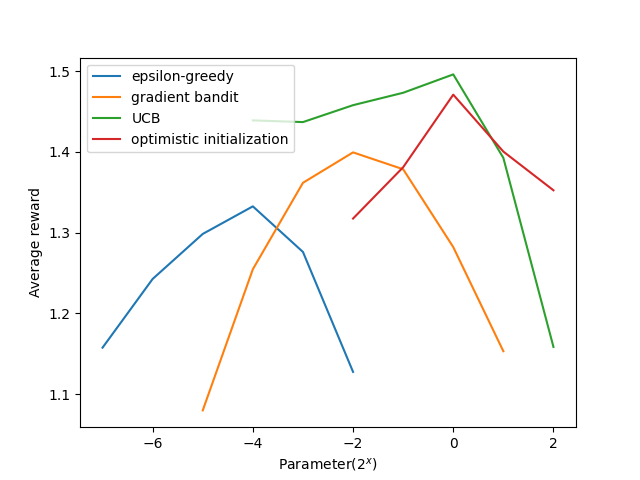 epsilon-greedy
gradient bandit
UCB
optimistic initialization
1.5
1.4
1.3
1.2
1.1
Average reward
−6 −4 −2 0 2
Parameter(2^x)